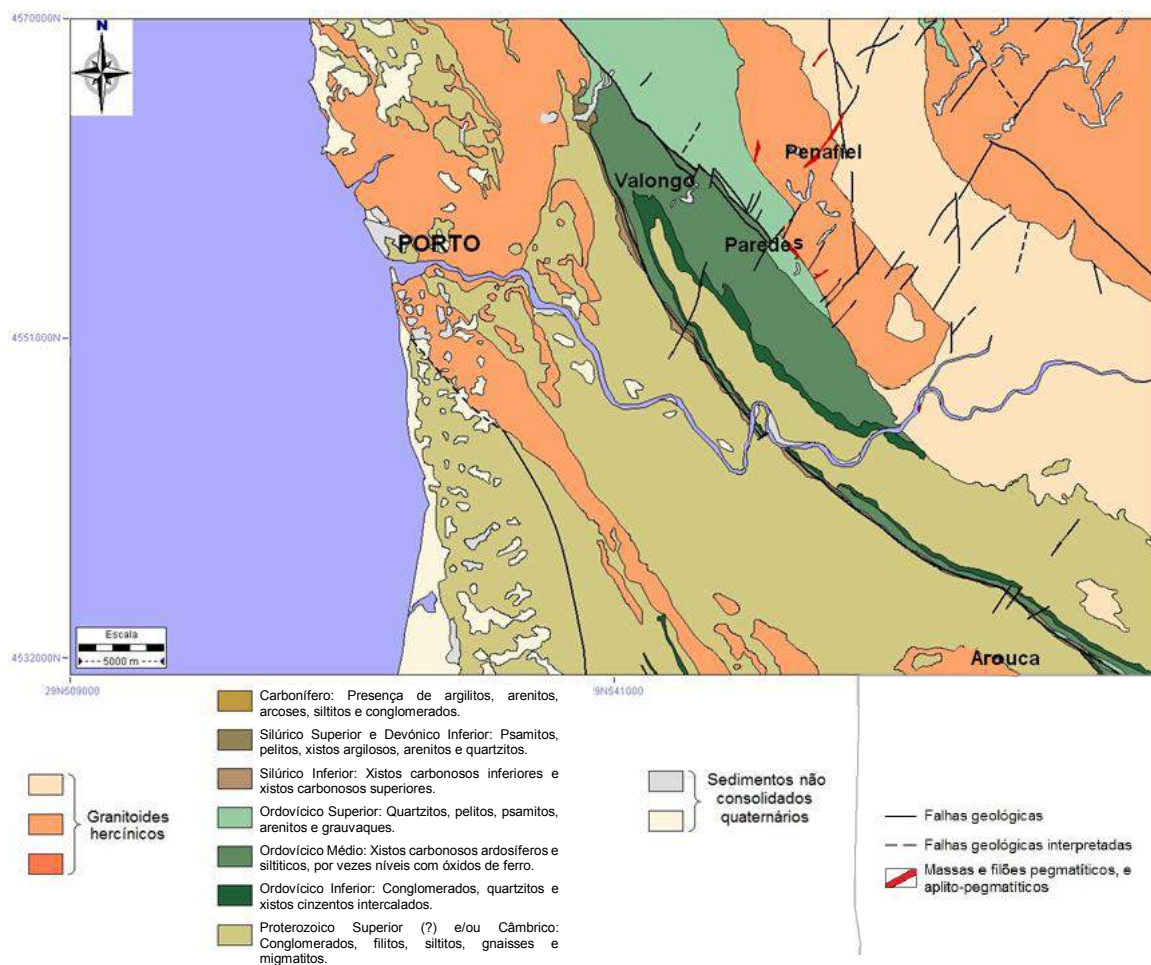 4570000N
N
Penafiel
Valongo
Paredes
PORTO
4551000N
Escala
5000 m
4532000N
Arouca
29N509000
9N541000
Carbonífero: Presença de argilitos, arenitos,
arcoses, siltitos e conglomerados.
Silúrico Superior e Devónico Inferior: Psamitos,
pelitos, xistos argilosos, arenitos e quartzitos.
Silúrico Inferior: Xistos carbonosos inferiores e
xistos carbonosos superiores.
Ordovícico Superior: Quartzitos, pelitos, psamitos,
arenitos e grauvaques.
Ordovícico Médio: Xistos carbonosos ardosíferos e
siltiticos, por vezes níveis com óxidos de ferro.
Ordovícico Inferior: Conglomerados, quartzitos e
xistos cinzentos intercalados.
Proterozoico Superior (?) e/ou Câmbrico:
Conglomerados, filitos, siltitos, gnaisses e
migmatitos.
Granitoides
hercínicos
Sedimentos não
consolidados
quaternários
Falhas geológicas
Falhas geológicas interpretadas
Massas e filões pegmatíticos, e
aplito-pegmatíticos